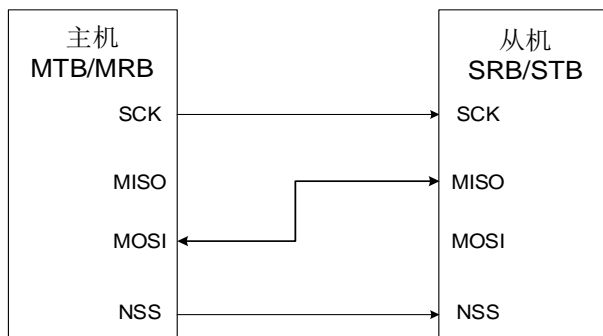 主机
MTB/MRB
SCK
MISO
MOSI
NSS
从机
SRB/STB
SCK
MISO
MOSI
NSS